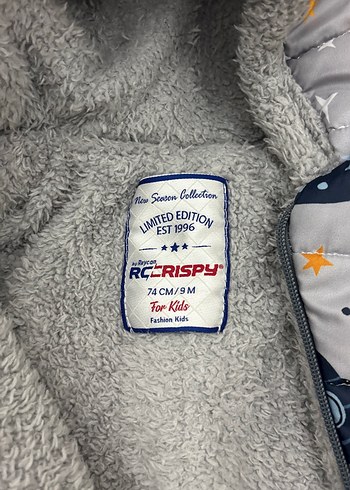 New Season Collection
LIMITED EDITION
EST 1996
by Raycan
RCCRISPY®
74 CM / 9 M
For Kids
Fashion Kids